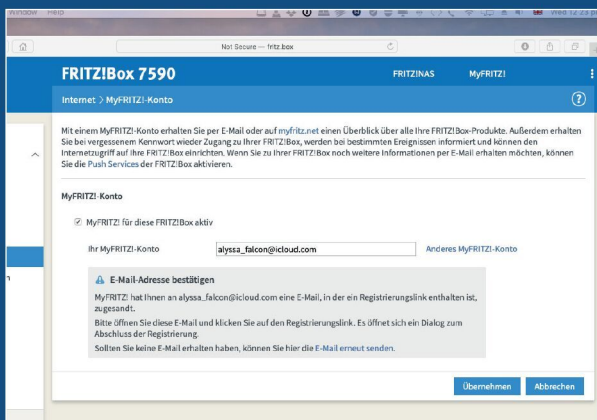 Window Help
Wed 12:23 p
Not Secure — fritz.box
FRITZ!Box 7590
FRITZ!NAS MYFRITZ!
Internet > MyFRITZ!-Konto
Mit einem MyFRITZ!-Konto erhalten Sie per E-Mail oder auf myfritz.net einen Überblick über alle Ihre FRITZ!Box-Produkte. Außerdem erhalten
Sie bei vergessenem Kennwort wieder Zugang zu Ihrer FRITZ!Box, werden bei bestimmten Ereignissen informiert und können den
Internetzugriff auf Ihre FRITZ!Box einrichten. Wenn Sie zu Ihrer FRITZ!Box noch weitere Informationen per E-Mail erhalten möchten, können
Sie die Push Services der FRITZ!Box aktivieren.
MyFRITZ!-Konto
MyFRITZ! für diese FRITZ!Box aktiv
Ihr MyFRITZ!-Konto alyssa_falcon@icloud.com Anderes MyFRITZ!-Konto
E-Mail-Adresse bestätigen
MyFRITZ! hat Ihnen an alyssa_falcon@icloud.com eine E-Mail, in der ein Registrierungslink enthalten ist,
zugesandt.
Bitte öffnen Sie diese E-Mail und klicken Sie auf den Registrierungslink. Es öffnet sich ein Dialog zum
Abschluss der Registrierung.
Sollten Sie keine E-Mail erhalten haben, können Sie hier die E-Mail erneut senden.
Übernehmen Abbrechen